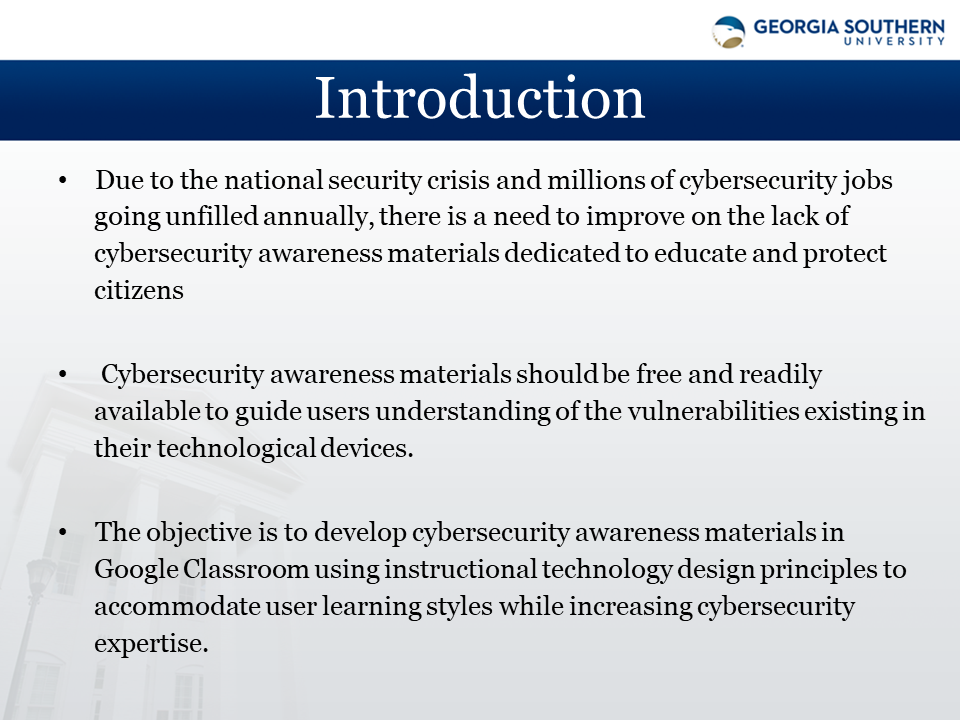 GEORGIA SOUTHERN
UNIVERSITY
Introduction
• Due to the national security crisis and millions of cybersecurity jobs
going unfilled annually, there is a need to improve on the lack of
cybersecurity awareness materials dedicated to educate and protect
citizens
• Cybersecurity awareness materials should be free and readily
available to guide users understanding of the vulnerabilities existing in
their technological devices.
• The objective is to develop cybersecurity awareness materials in
Google Classroom using instructional technology design principles to
accommodate user learning styles while increasing cybersecurity
expertise.